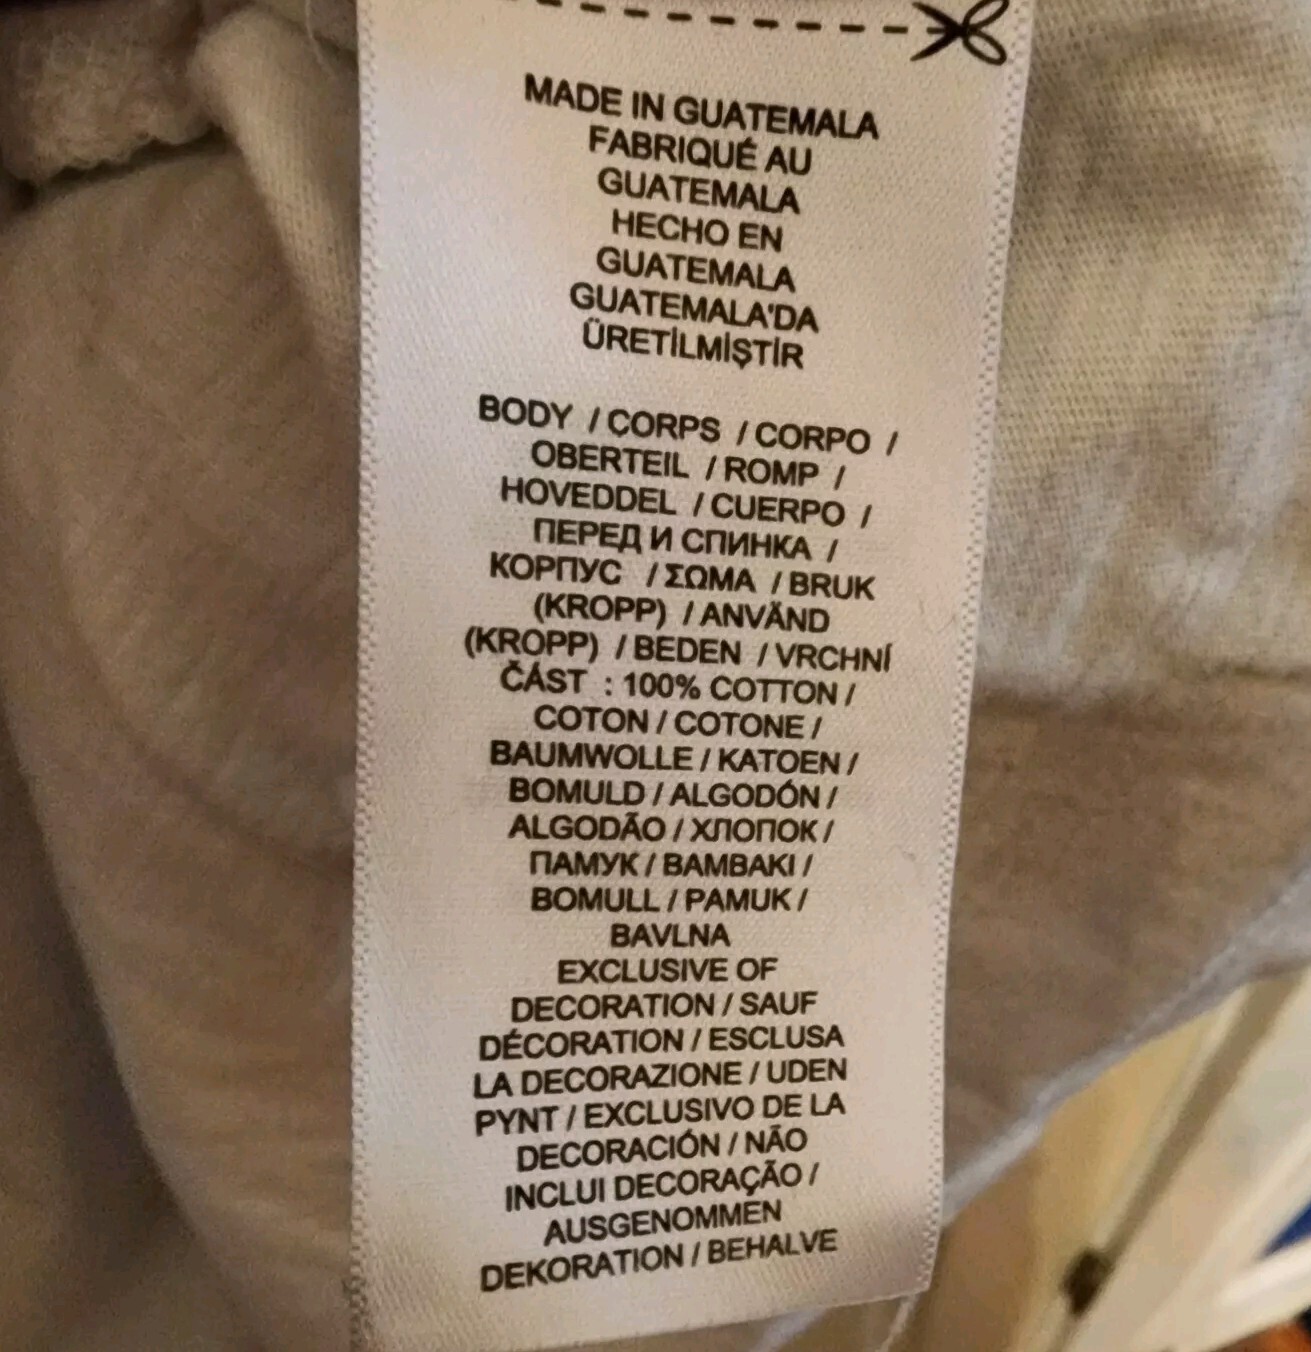 MADE IN GUATEMALA
FABRIQUÉ AU
GUATEMALA
HECHO EN
GUATEMALA
GUATEMALA'DA
ÜRETİLMİŞTİR
BODY / CORPS / CORPO /
OBERTEIL / ROMP /
HOVEDDEL / CUERPO /
ПЕРЕД И СПИНКА /
КОРПУС / ΣΩΜΑ / BRUK
(KROPP) / ANVÄND
(KROPP) / BEDEN / VRCHNÍ
ČÁST : 100% COTTON /
COTON / COTONE /
BAUMWOLLE / KATOEN /
BOMULD / ALGODÓN /
ALGODÃO / ХЛОПОК /
ПАМУК / ΒΑΜΒΑΚΙ /
BOMULL / PAMUK /
BAVLNA
EXCLUSIVE OF
DECORATION / SAUF
DÉCORATION / ESCLUSA
LA DECORAZIONE / UDEN
PYNT / EXCLUSIVO DE LA
DECORACIÓN / NÃO
INCLUI DECORAÇÃO /
AUSGENOMMEN
DEKORATION / BEHALVE